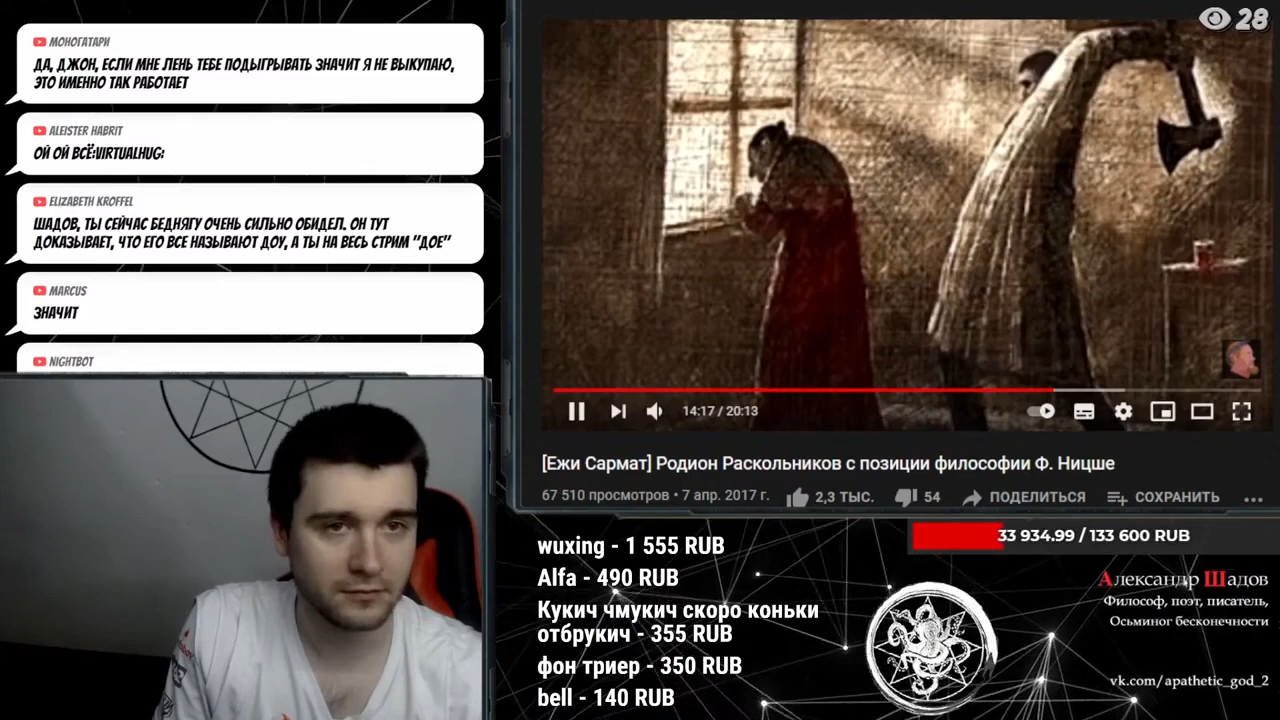 МОНОГАТАРИ
ДА, ДЖОН, ЕСЛИ МНЕ ЛЕНЬ ТЕБЕ ПОДЫГРЫВАТЬ ЗНАЧИТ Я НЕ ВЫКУПАЮ,
ЭТО ИМЕННО ТАК РАБОТАЕТ
ALEISTER HABRIT
ОЙ ОЙ ВСЁ:VIRTUALHUG:
ELIZABETH KROFFEL
ШАДОВ, ТЫ СЕЙЧАС БЕДНЯГУ ОЧЕНЬ СИЛЬНО ОБИДЕЛ. ОН ТУТ
ДОКАЗЫВАЕТ, ЧТО ЕГО ВСЕ НАЗЫВАЮТ ДОУ, А ТЫ НА ВЕСЬ СТРИМ "ДОЕ"
MARCUS
ЗНАЧИТ
NIGHTBOT
28
14:17 / 20:13
[Ежи Сармат] Родион Раскольников с позиции философии Ф. Ницше
67 510 просмотров • 7 апр. 2017 г.
2,3 ТЫС.
54
ПОДЕЛИТЬСЯ
СОХРАНИТЬ
33 934.99 / 133 600 RUB
wuxing - 1 555 RUB
Alfa - 490 RUB
Кукич чмукич скоро коньки
отбрукич - 355 RUB
фон триер - 350 RUB
bell - 140 RUB
Александр Шадов
Философ, поэт, писатель,
Осьминог бесконечности
vk.com/apathetic_god_2